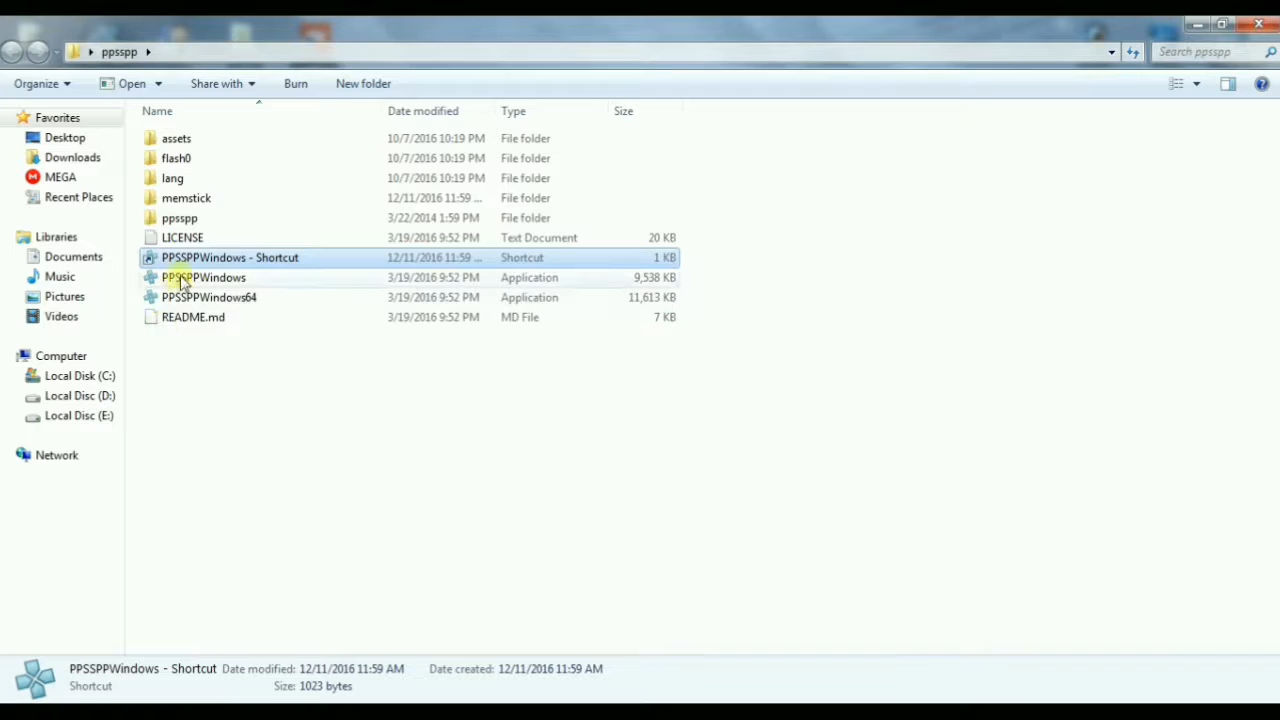 ppsspp
Search ppsspp
Organize Open Share with Burn New folder
Name Date modified Type Size
Favorites
Desktop
Downloads
MEGA
Recent Places
Libraries
Documents
Music
Pictures
Videos
Computer
Local Disk (C:)
Local Disc (D:)
Local Disc (E:)
Network
assets 10/7/2016 10:19 PM File folder
flash0 10/7/2016 10:19 PM File folder
lang 10/7/2016 10:19 PM File folder
memstick 12/11/2016 11:59 ... File folder
ppsspp 3/22/2014 1:59 PM File folder
LICENSE 3/19/2016 9:52 PM Text Document 20 KB
PPSSPPWindows - Shortcut 12/11/2016 11:59 ... Shortcut 1 KB
PPSSPPWindows 3/19/2016 9:52 PM Application 9,538 KB
PPSSPPWindows64 3/19/2016 9:52 PM Application 11,613 KB
README.md 3/19/2016 9:52 PM MD File 7 KB
PPSSPPWindows - Shortcut Date modified: 12/11/2016 11:59 AM Date created: 12/11/2016 11:59 AM
Shortcut Size: 1023 bytes